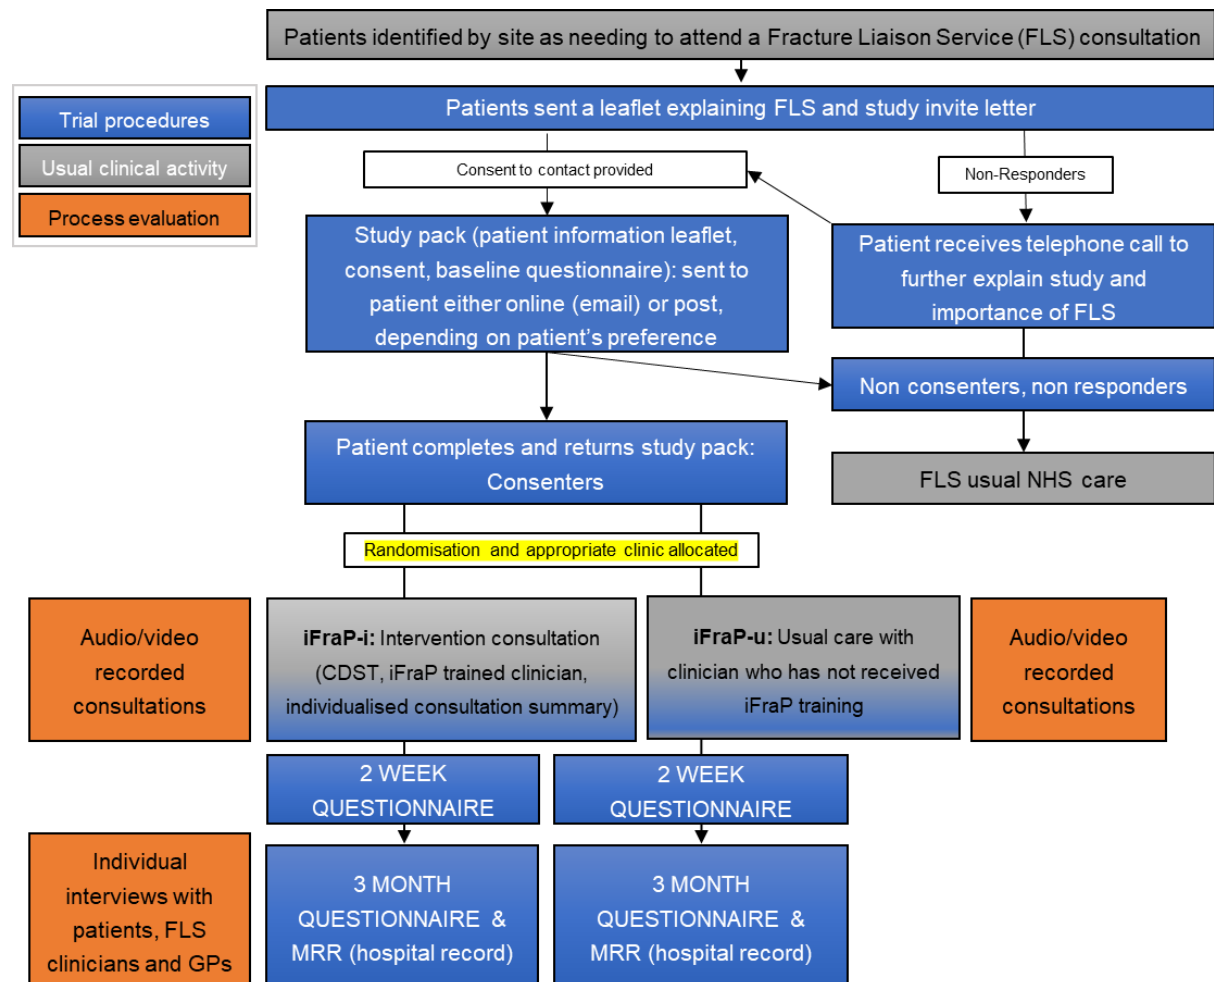 Patients identified by site as needing to attend a Fracture Liaison Service (FLS) consultation
Patients sent a leaflet explaining FLS and study invite letter
Trial procedures
Usual clinical activity
Process evaluation
Consent to contact provided
Non-Responders
Study pack (patient information leaflet,
consent, baseline questionnaire): sent to
patient either online (email) or post,
depending on patient’s preference
Patient receives telephone call to
further explain study and
importance of FLS
Non consenters, non responders
Patient completes and returns study pack:
Consenters
FLS usual NHS care
Randomisation and appropriate clinic allocated
Audio/video
recorded
consultations
iFraP-i: Intervention consultation
(CDST, iFraP trained clinician,
individualised consultation summary)
iFraP-u: Usual care with
clinician who has not received
iFraP training
Audio/video
recorded
consultations
2 WEEK
QUESTIONNAIRE
2 WEEK
QUESTIONNAIRE
Individual
interviews with
patients, FLS
clinicians and GPs
3 MONTH
QUESTIONNAIRE &
MRR (hospital record)
3 MONTH
QUESTIONNAIRE &
MRR (hospital record)